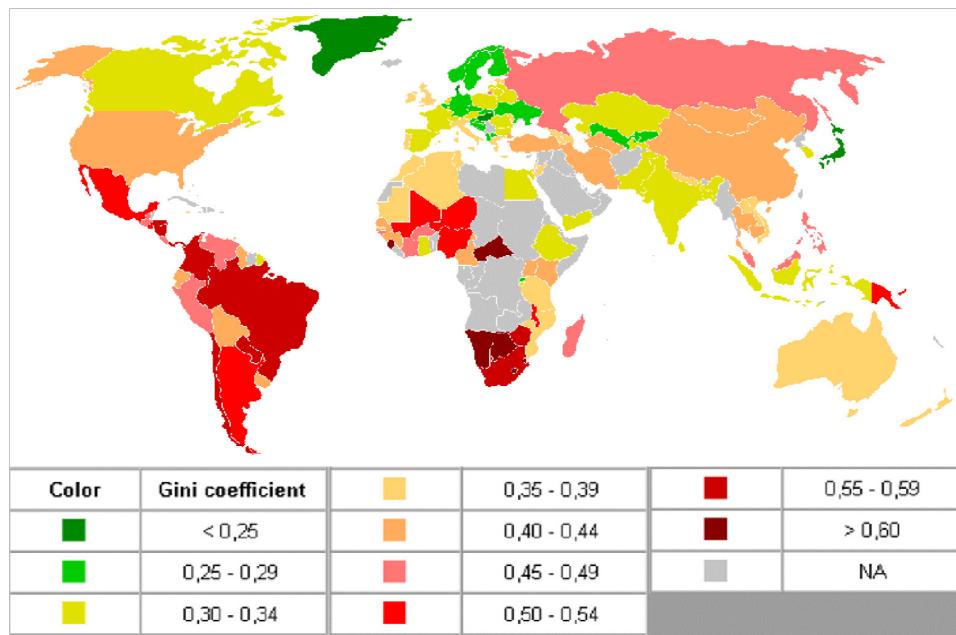 Color Gini coefficient
< 0,25
0,25 - 0,29
0,30 - 0,34
0,35 - 0,39
0,40 - 0,44
0,45 - 0,49
0,50 - 0,54
0,55 - 0,59
> 0,60
NA